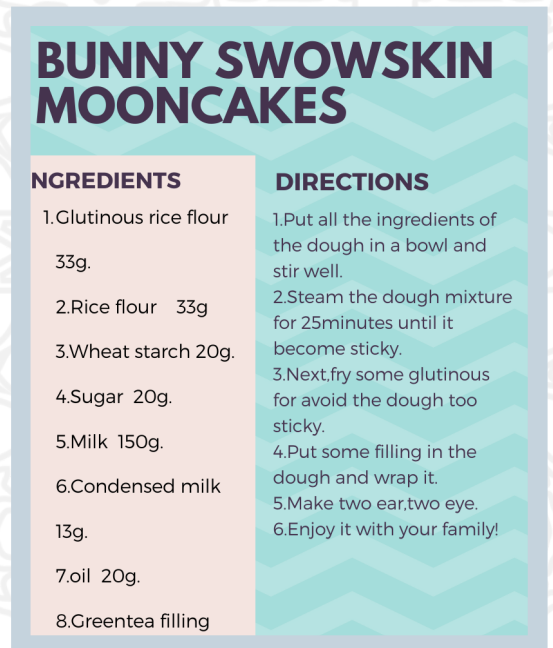 BUNNY SWOWSKIN
MOONCAKES
NGREDIENTS
1.Glutinous rice flour
33g.
2.Rice flour 33g
3.Wheat starch 20g.
4.Sugar 20g.
5.Milk 150g.
6.Condensed milk
13g.
7.oil 20g.
8.Greentea filling
DIRECTIONS
1.Put all the ingredients of
the dough in a bowl and
stir well.
2.Steam the dough mixture
for 25minutes until it
become sticky.
3.Next,fry some glutinous
for avoid the dough too
sticky.
4.Put some filling in the
dough and wrap it.
5.Make two ear,two eye.
6.Enjoy it with your family!